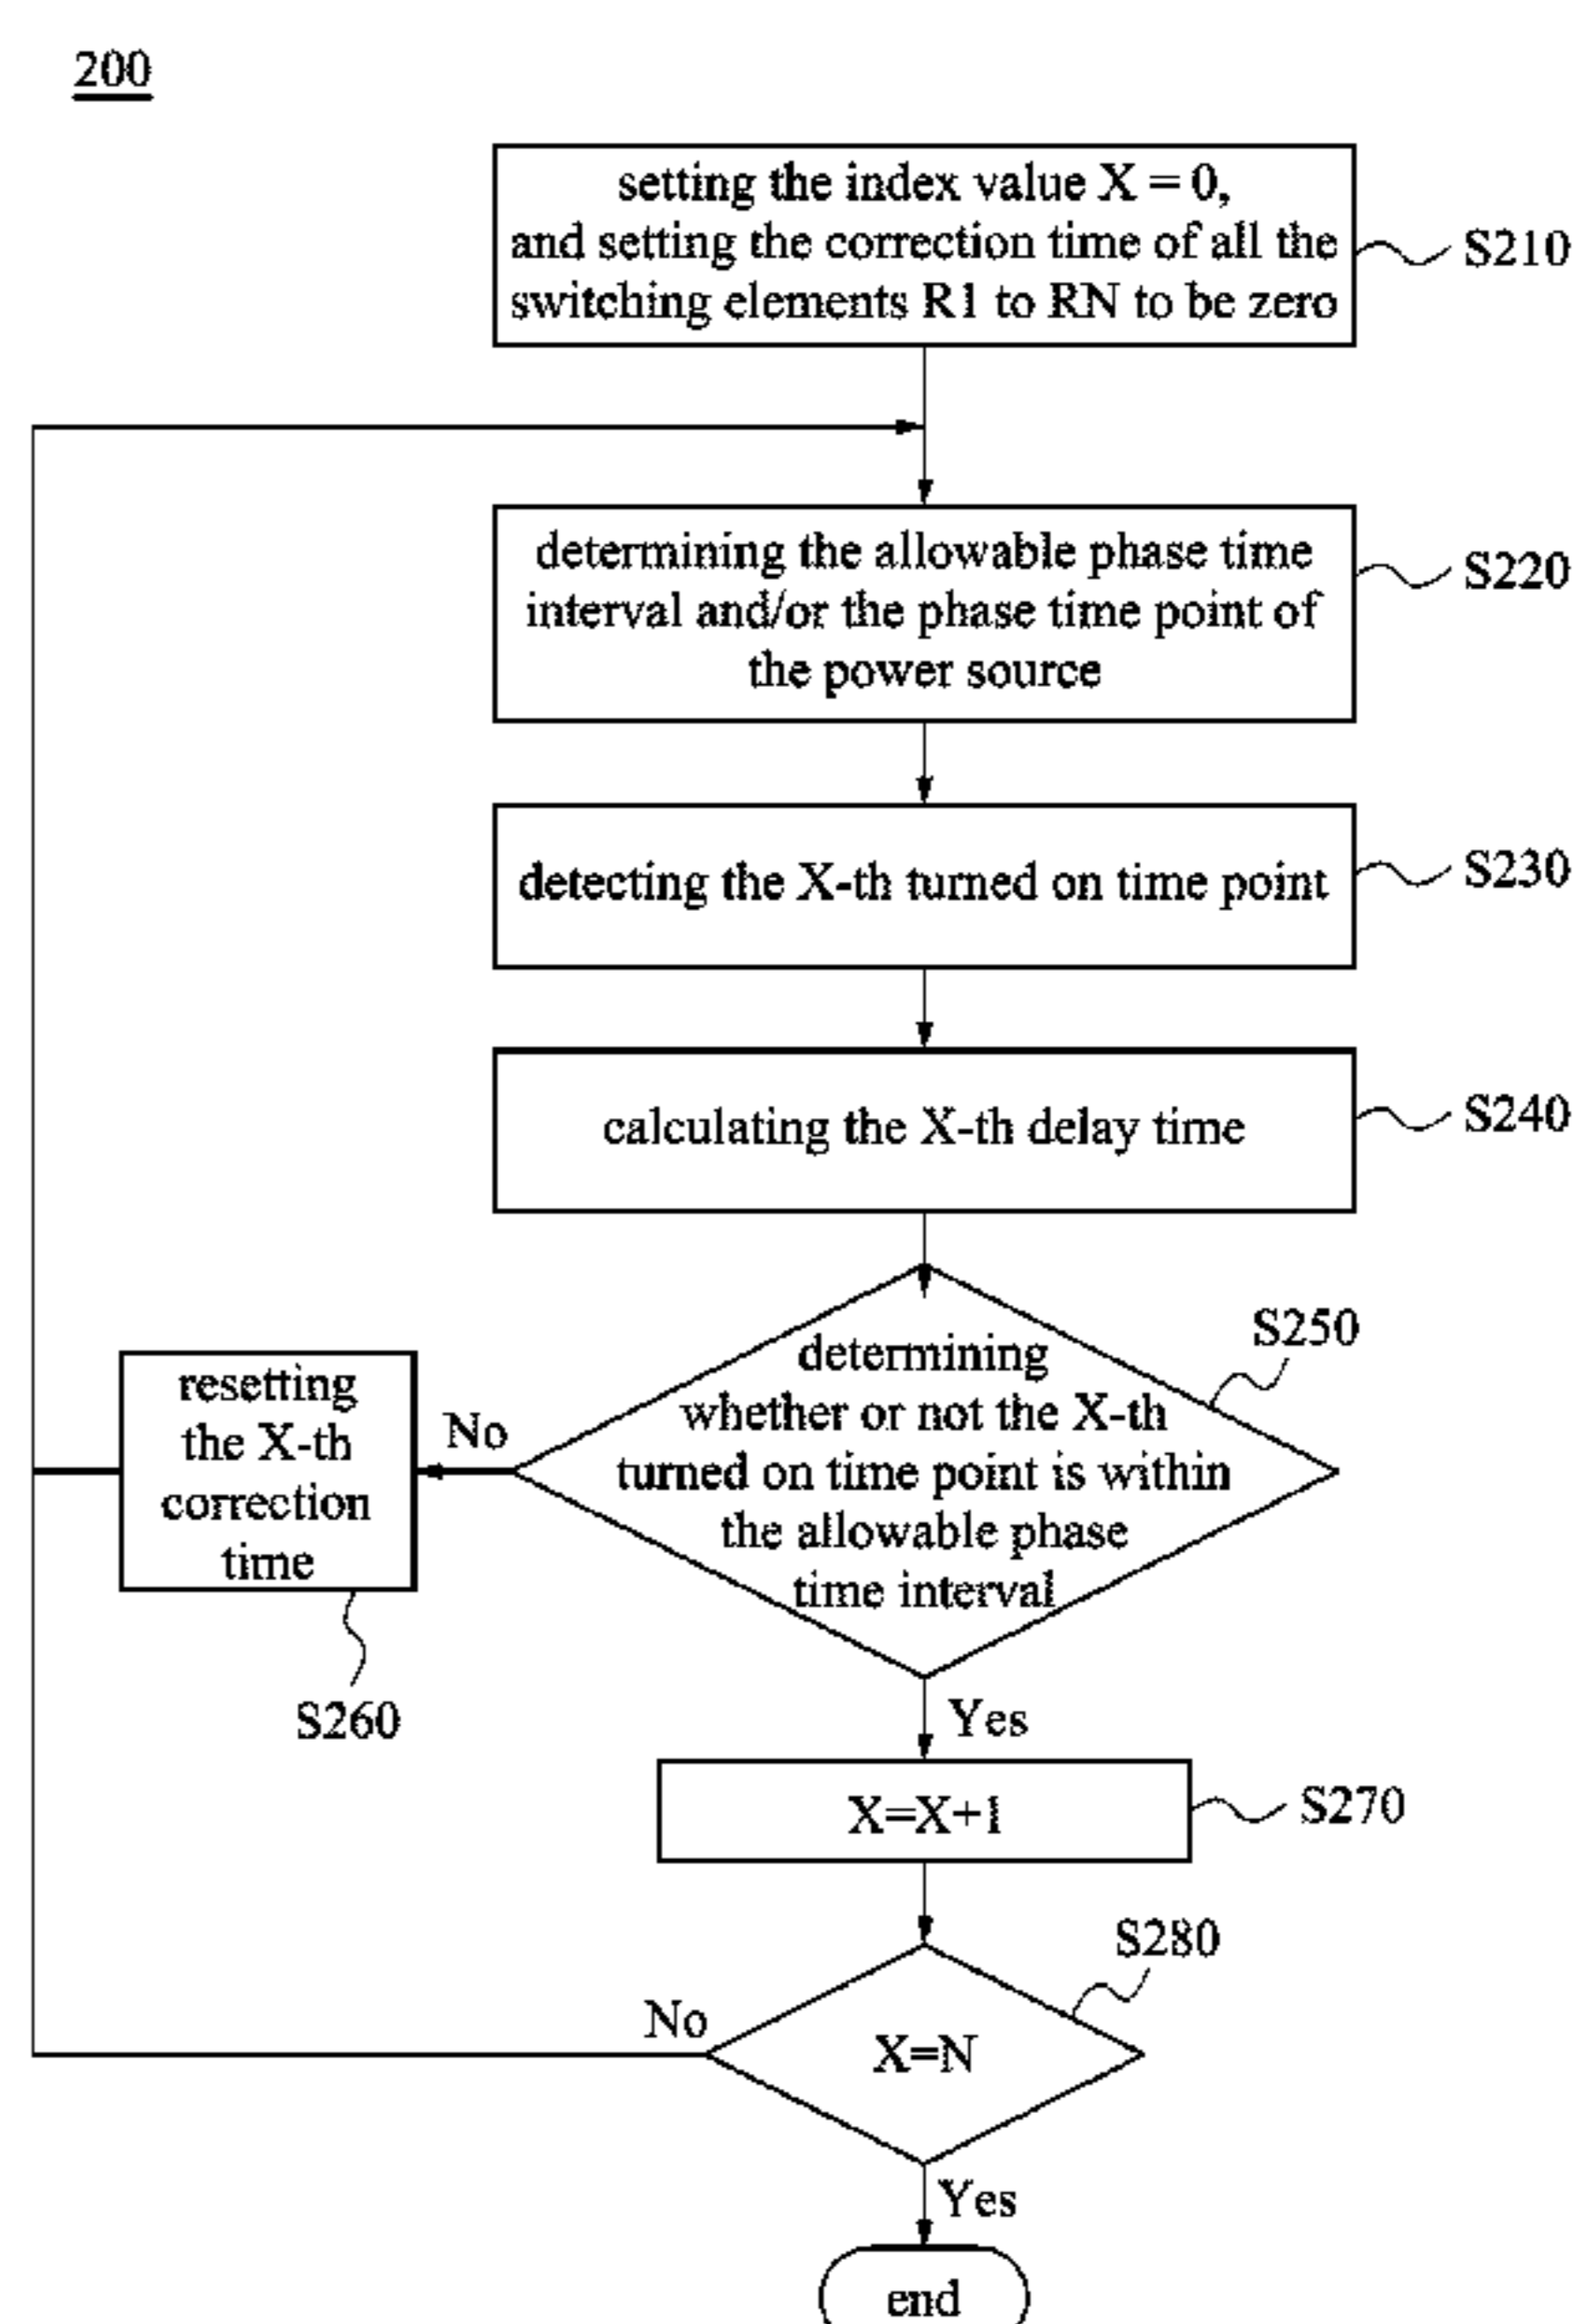 200
setting the index value X = 0,
and setting the correction time of all the
switching elements R1 to RN to be zero
S210
determining the allowable phase time
interval and/or the phase time point of
the power source
S220
detecting the X-th turned on time point
S230
calculating the X-th delay time
S240
determining
whether or not the X-th
turned on time point is within
the allowable phase
time interval
S250
No
resetting
the X-th
correction
time
S260
Yes
X=X+1
S270
X=N
S280
No
Yes
end